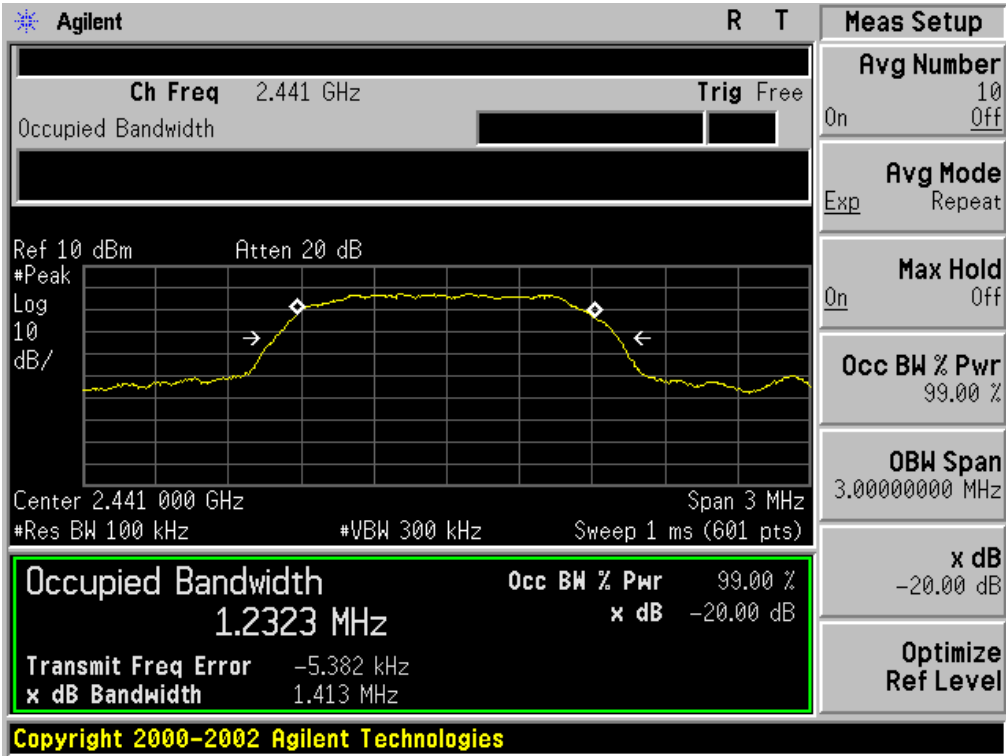 Agilent R T
Ch Freq 2.441 GHz Trig Free
Occupied Bandwidth
Ref 10 dBm Atten 20 dB
#Peak
Log
10
dB/
Center 2.441 000 GHz Span 3 MHz
#Res BW 100 kHz #VBW 300 kHz Sweep 1 ms (601 pts)
Occupied Bandwidth
1.2323 MHz
Occ BW % Pwr 99.00 %
x dB -20.00 dB
Transmit Freq Error -5.382 kHz
x dB Bandwidth 1.413 MHz
Copyright 2000-2002 Agilent Technologies
Meas Setup
Avg Number
10
On Off
Avg Mode
Exp Repeat
Max Hold
On Off
Occ BW % Pwr
99.00 %
OBW Span
3.00000000 MHz
x dB
-20.00 dB
Optimize
Ref Level